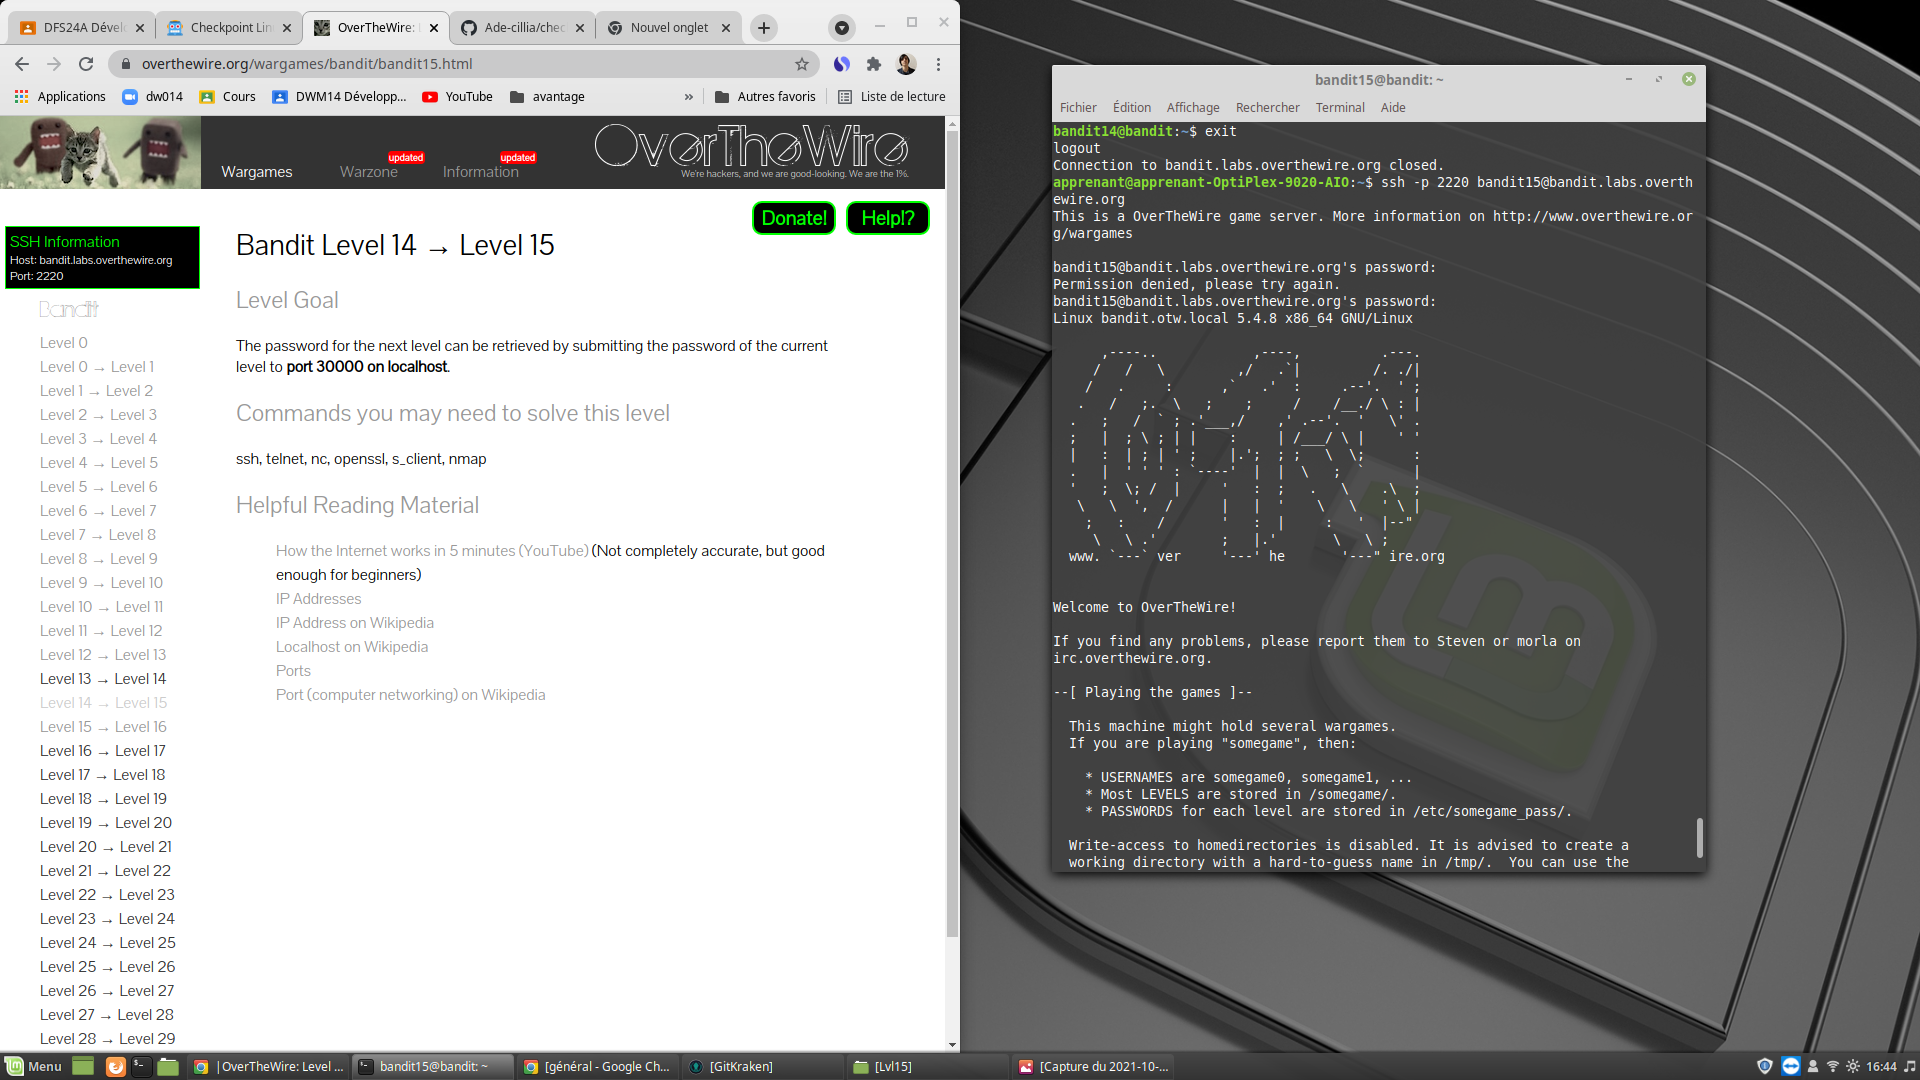 DFS24A Dével
Checkpoint Lin
OverTheWire: L
Ade-cillia/chec
Nouvel onglet
overthewire.org/wargames/bandit/bandit15.html
Applications
dw014
Cours
DWM14 Développ...
YouTube
avantage
»
Autres favoris
Liste de lecture
Wargames
Warzone
updated
Information
updated
OverTheWire
We're hackers, and we are good-looking. We are the 1%.
Donate!
Help!?
SSH Information
Host: bandit.labs.overthewire.org
Port: 2220
Bandit
Level 0
Level 0 → Level 1
Level 1 → Level 2
Level 2 → Level 3
Level 3 → Level 4
Level 4 → Level 5
Level 5 → Level 6
Level 6 → Level 7
Level 7 → Level 8
Level 8 → Level 9
Level 9 → Level 10
Level 10 → Level 11
Level 11 → Level 12
Level 12 → Level 13
Level 13 → Level 14
Level 14 → Level 15
Level 15 → Level 16
Level 16 → Level 17
Level 17 → Level 18
Level 18 → Level 19
Level 19 → Level 20
Level 20 → Level 21
Level 21 → Level 22
Level 22 → Level 23
Level 23 → Level 24
Level 24 → Level 25
Level 25 → Level 26
Level 26 → Level 27
Level 27 → Level 28
Level 28 → Level 29
Bandit Level 14 → Level 15
Level Goal
The password for the next level can be retrieved by submitting the password of the current
level to port 30000 on localhost.
Commands you may need to solve this level
ssh, telnet, nc, openssl, s_client, nmap
Helpful Reading Material
How the Internet works in 5 minutes (YouTube) (Not completely accurate, but good
enough for beginners)
IP Addresses
IP Address on Wikipedia
Localhost on Wikipedia
Ports
Port (computer networking) on Wikipedia
bandit15@bandit: ~
Fichier Édition Affichage Rechercher Terminal Aide
bandit14@bandit:~$ exit
logout
Connection to bandit.labs.overthewire.org closed.
apprenant@apprenant-OptiPlex-9020-AIO:~$ ssh -p 2220 bandit15@bandit.labs.overth
ewire.org
This is a OverTheWire game server. More information on http://www.overthewire.or
g/wargames
bandit15@bandit.labs.overthewire.org's password:
Permission denied, please try again.
bandit15@bandit.labs.overthewire.org's password:
Linux bandit.otw.local 5.4.8 x86_64 GNU/Linux
www. `---` ver '---' he '---" ire.org
Welcome to OverTheWire!
If you find any problems, please report them to Steven or morla on
irc.overthewire.org.
--[ Playing the games ]--
This machine might hold several wargames.
If you are playing "somegame", then:
* USERNAMES are somegame0, somegame1, ...
* Most LEVELS are stored in /somegame/.
* PASSWORDS for each level are stored in /etc/somegame_pass/.
Write-access to homedirectories is disabled. It is advised to create a
working directory with a hard-to-guess name in /tmp/.  You can use the
Menu
|OverTheWire: Level ...
bandit15@bandit: ~
[général - Google Ch...
[GitKraken]
[Lvl15]
[Capture du 2021-10-...
16:44